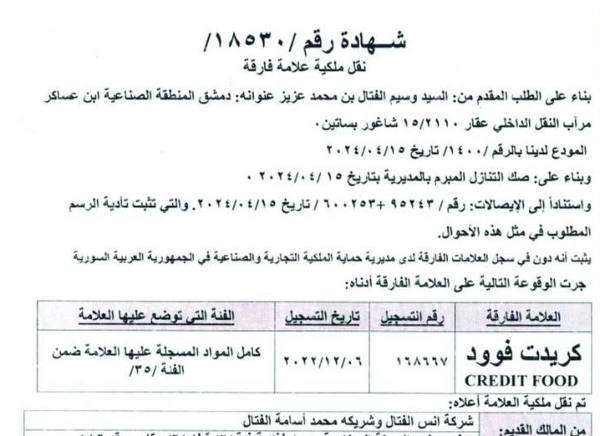 شـــهادة رقم /١٨٥٣٠/
نقل ملكية علامة فارقة
بناء على الطلب المقدم من: السيد وسيم الفتال بن محمد عزيز عنوانه: دمشق المنطقة الصناعية ابن عساكر
مرآب النقل الداخلي عقار ١٥/٢١١٠ شاغور بساتين٠
المودع لدينا بالرقم /١٤٠٠/ تاريخ ٢٠٢٤/٠٤/١٥
وبناء على: صك التنازل المبرم بالمديرية بتاريخ ٢٠٢٤/٠٤/١٥ ٠
واستناداً إلى الإيصالات: رقم / ٩٥٢٤٣ +٦٠٠٢٥٣ / تاريخ ٢٠٢٤/٠٤/١٥. والتي تثبت تأدية الرسم
المطلوب في مثل هذه الأحوال.
يثبت أنه دون في سجل العلامات الفارقة لدى مديرية حماية الملكية التجارية والصناعية في الجمهورية العربية السورية
جرت الوقوعة التالية على العلامة الفارقة أدناه:
العلامة الفارقة رقم التسجيل تاريخ التسجيل الفئة التي توضع عليها العلامة
كريدت فوود ١٦٨٦٦٧ ٢٠٢٢/١٢/٠٦ كامل المواد المسجلة عليها العلامة ضمن
CREDIT FOOD الفئة /٣٥/
تم نقل ملكية العلامة أعلاه:
من المالك القديم: شركة انس الفتال وشريكه محمد أسامة الفتال